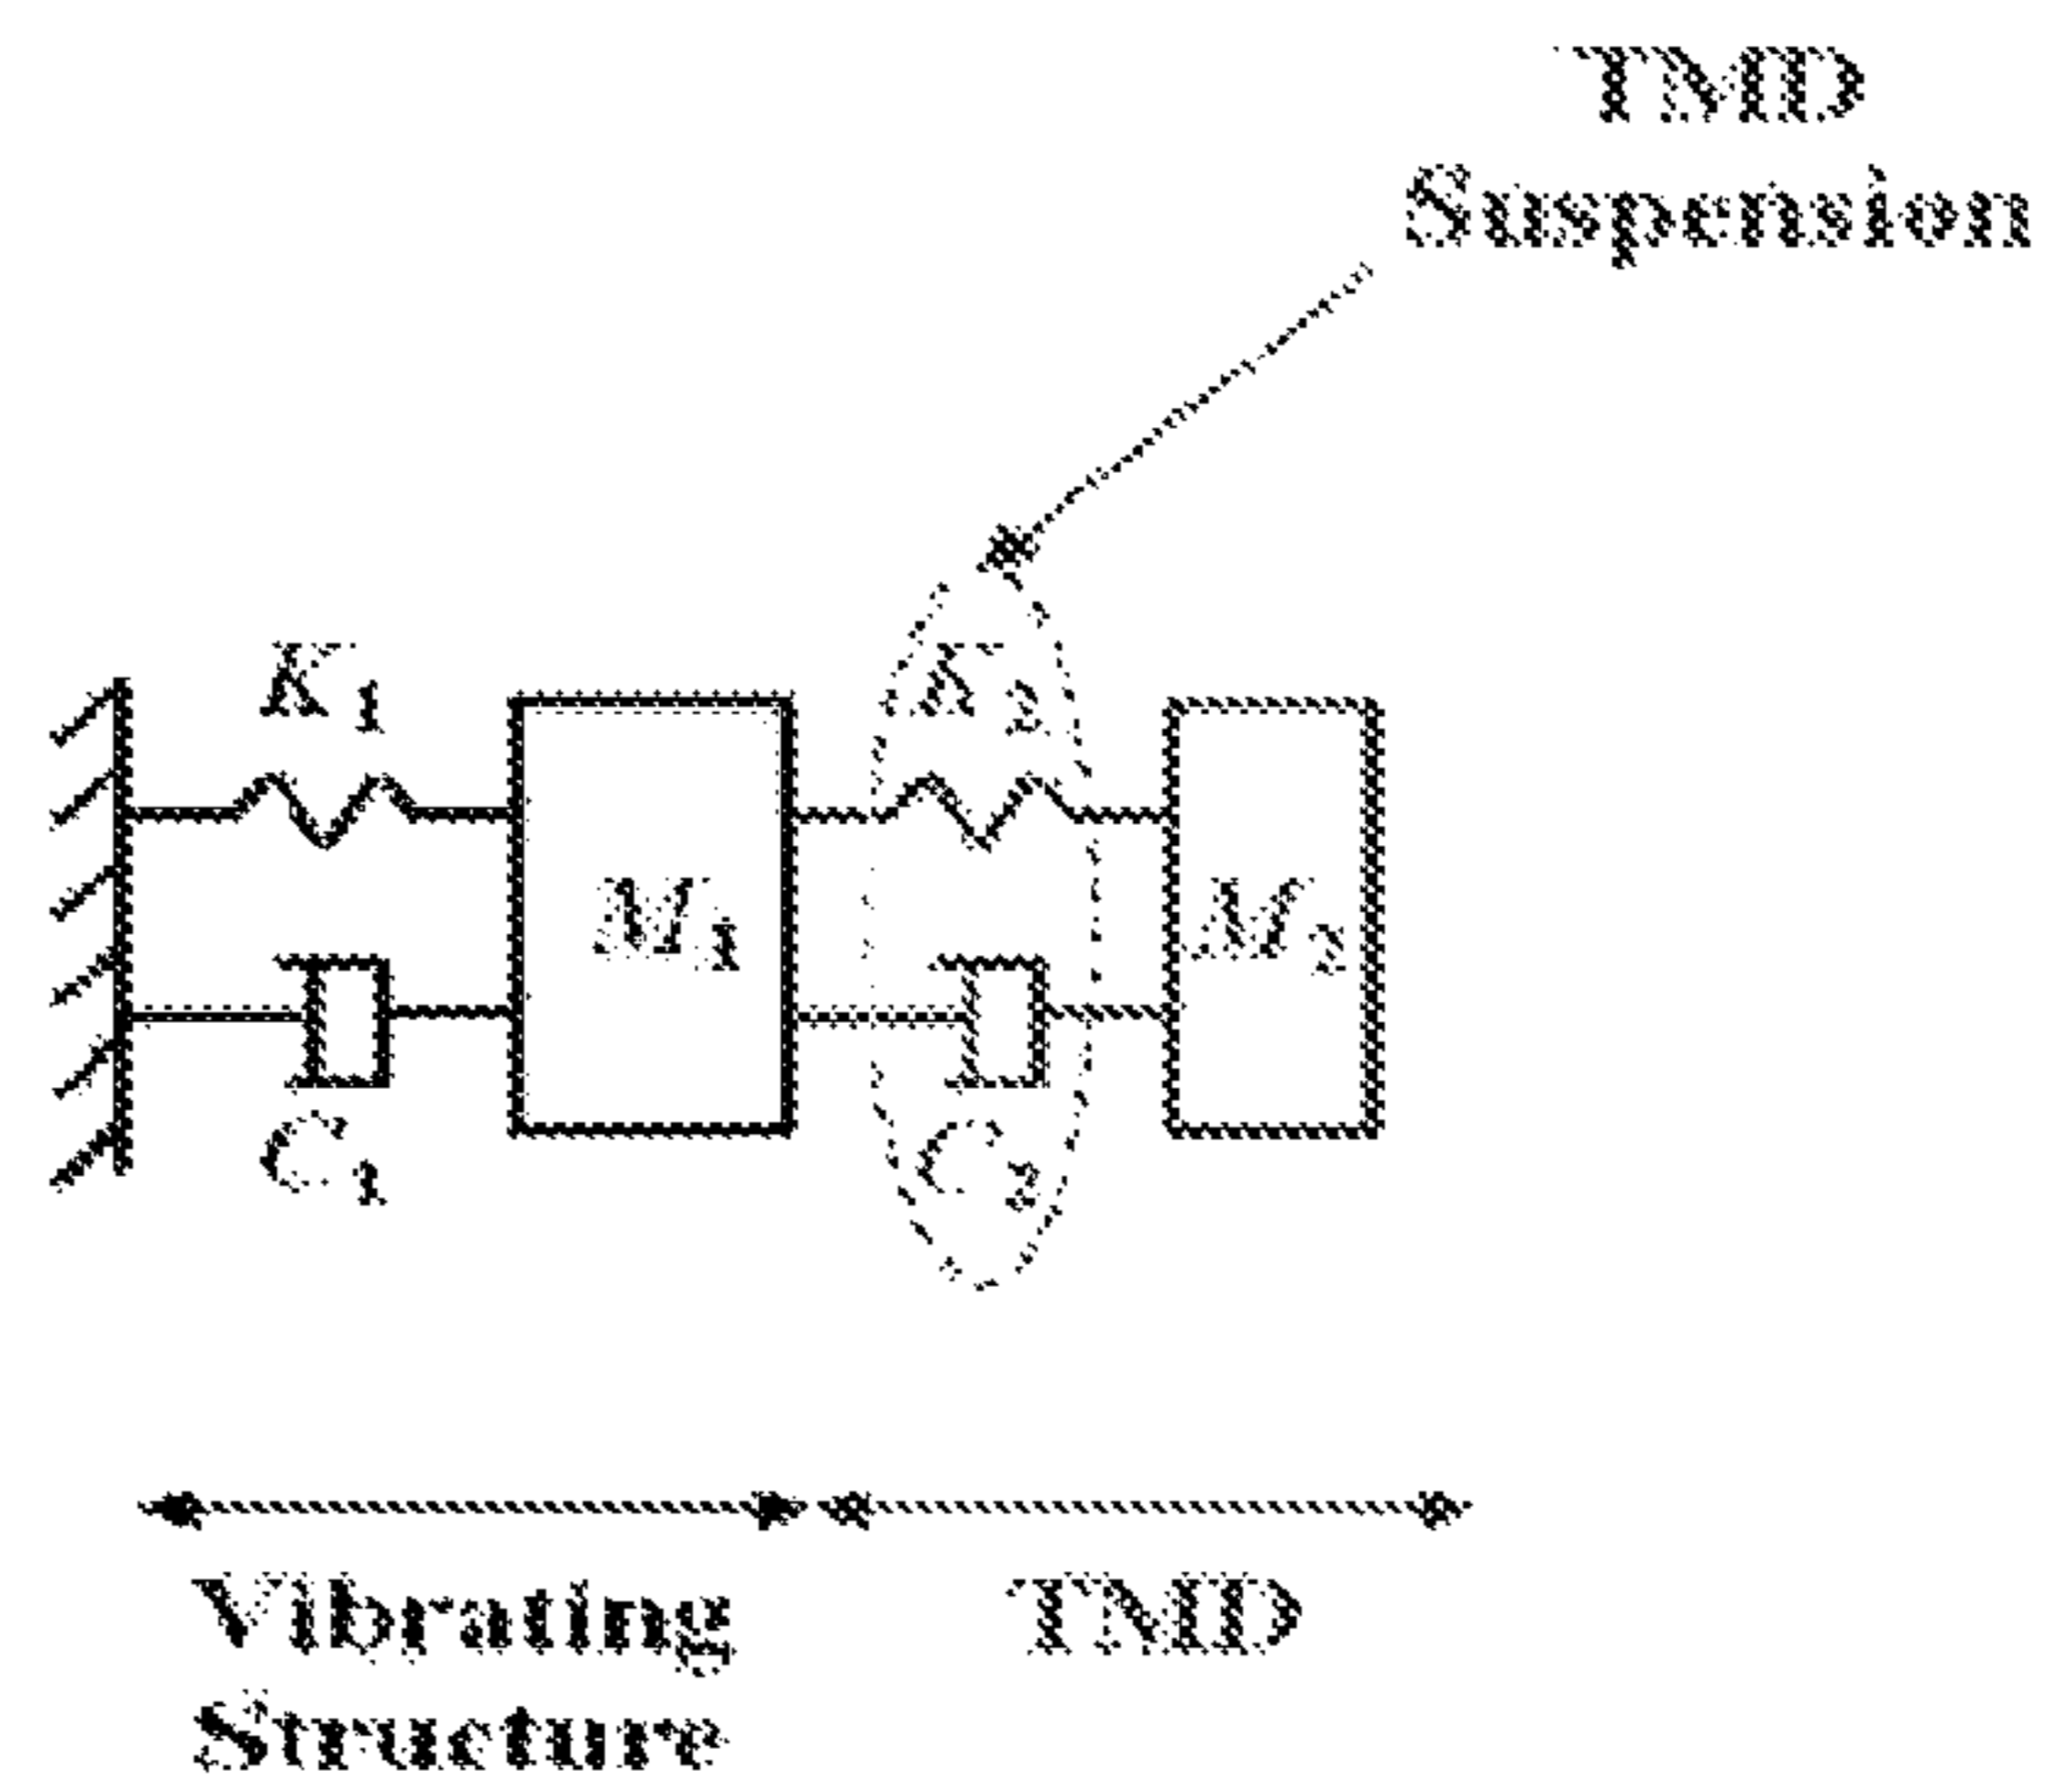 TMD
Suspension
K1
K2
M1
M2
C1
C2
Vibrating
Structure
TMD